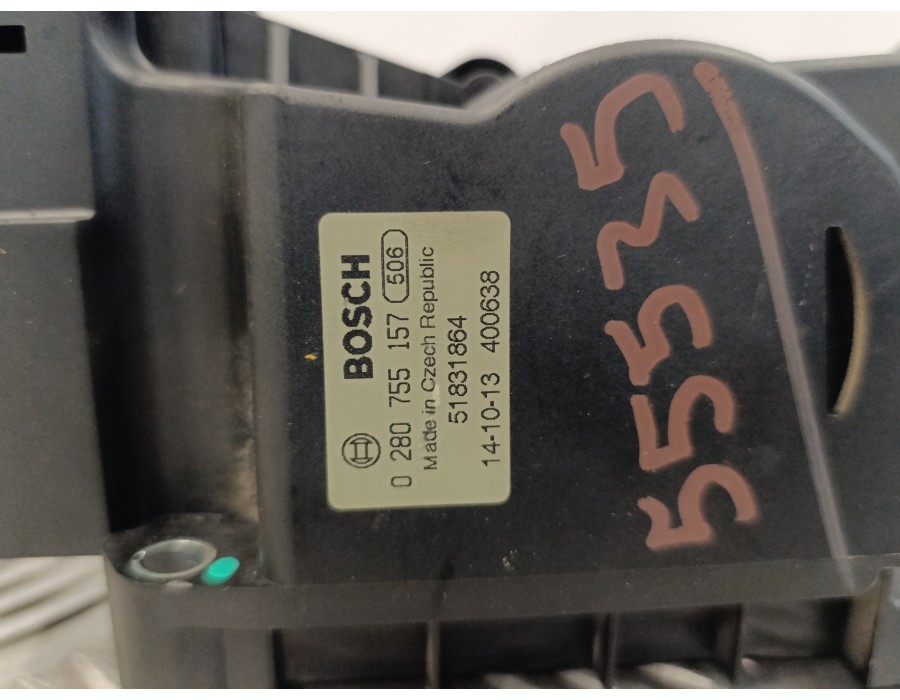 BOSCH
0 280 755 157 506
Made in Czech Republic
51831864
14-10-13 400638
55535